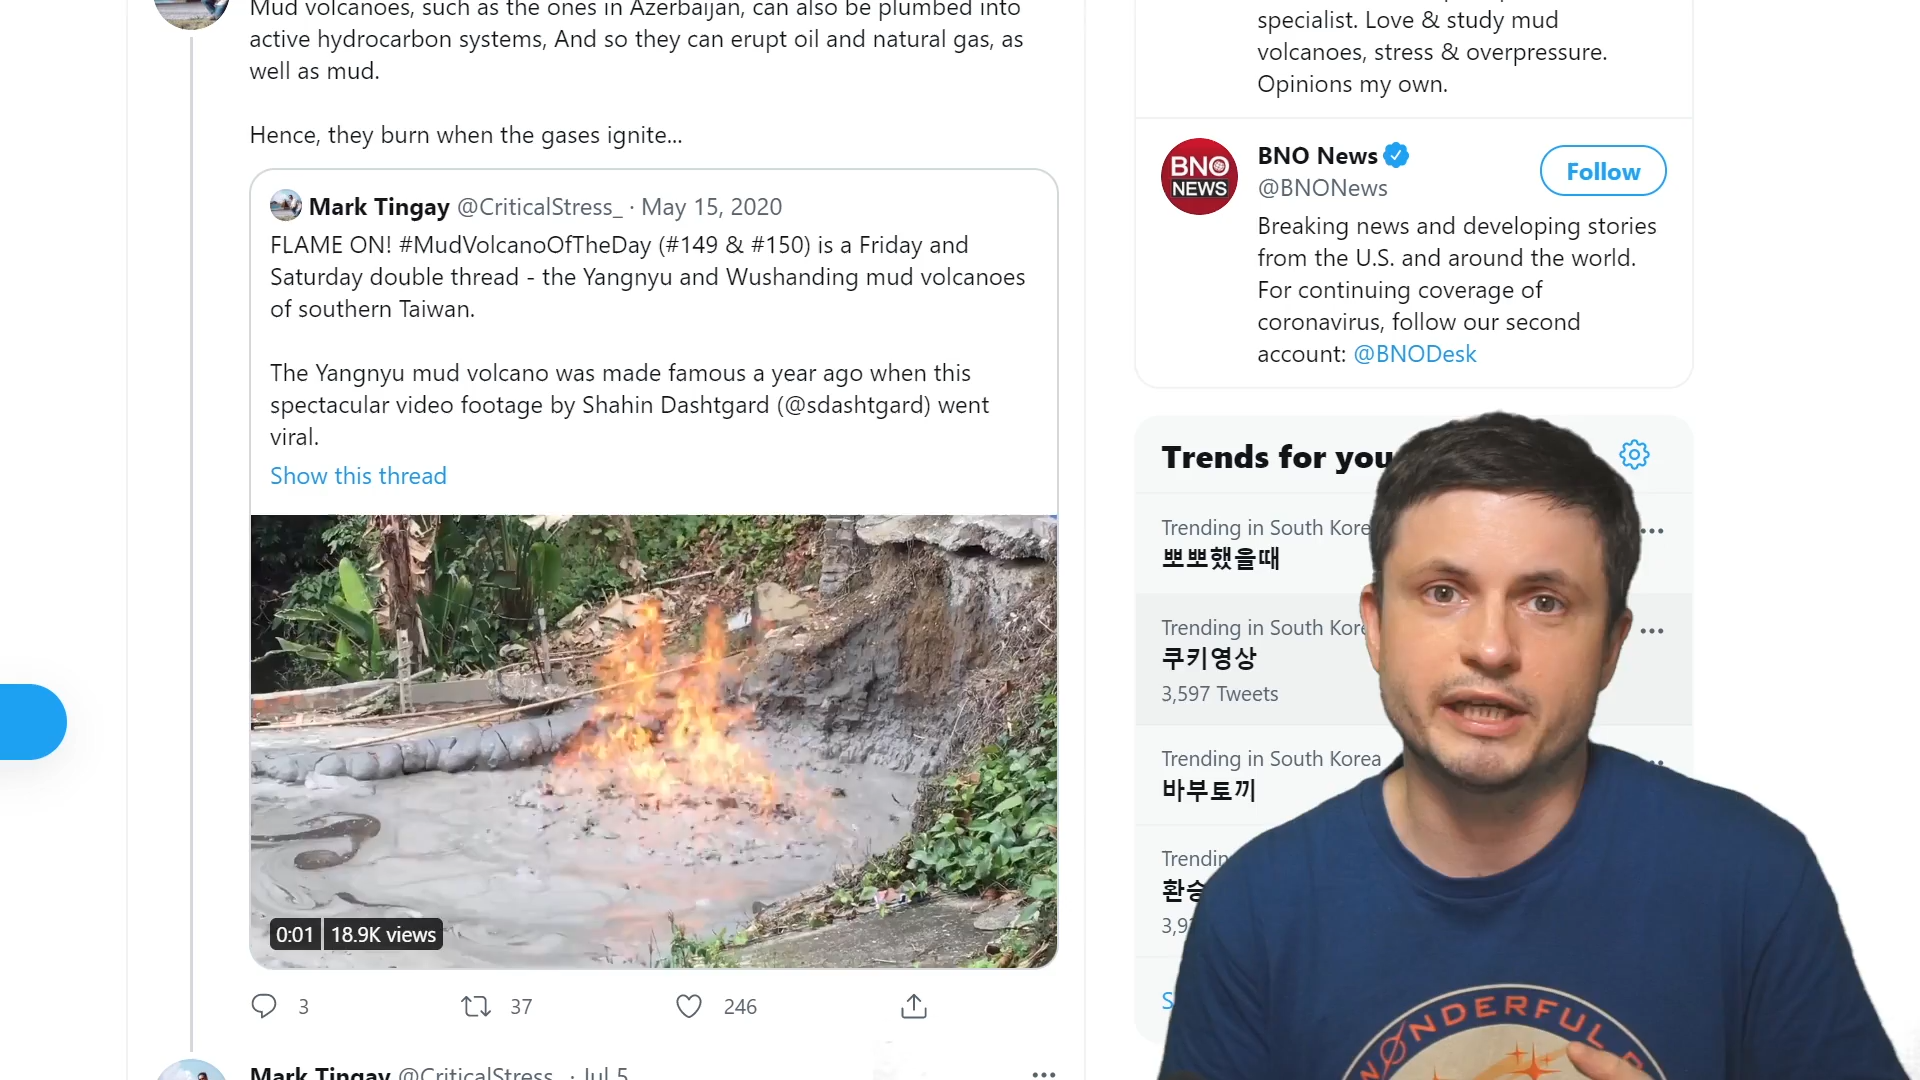 Mud volcanoes, such as the ones in Azerbaijan, can also be plumbed into
active hydrocarbon systems, And so they can erupt oil and natural gas, as
well as mud.
Hence, they burn when the gases ignite...
Mark Tingay @CriticalStress_ · May 15, 2020
FLAME ON! #MudVolcanoOfTheDay (#149 & #150) is a Friday and
Saturday double thread - the Yangnyu and Wushanding mud volcanoes
of southern Taiwan.
The Yangnyu mud volcano was made famous a year ago when this
spectacular video footage by Shahin Dashtgard (@sdashtgard) went
viral.
Show this thread
0:01 18.9K views
3 37 246
Mark Tingay @CriticalStress_ · Jul 5
specialist. Love & study mud
volcanoes, stress & overpressure.
Opinions my own.
BNO NEWS
BNO News
@BNONews
Follow
Breaking news and developing stories
from the U.S. and around the world.
For continuing coverage of
coronavirus, follow our second
account: @BNODesk
Trends for you
Trending in South Kore
뽀뽀했을때
Trending in South Kore
쿠키영상
3,597 Tweets
Trending in South Korea
바부토끼
Trendin
환승
3,9
S
WONDERFUL